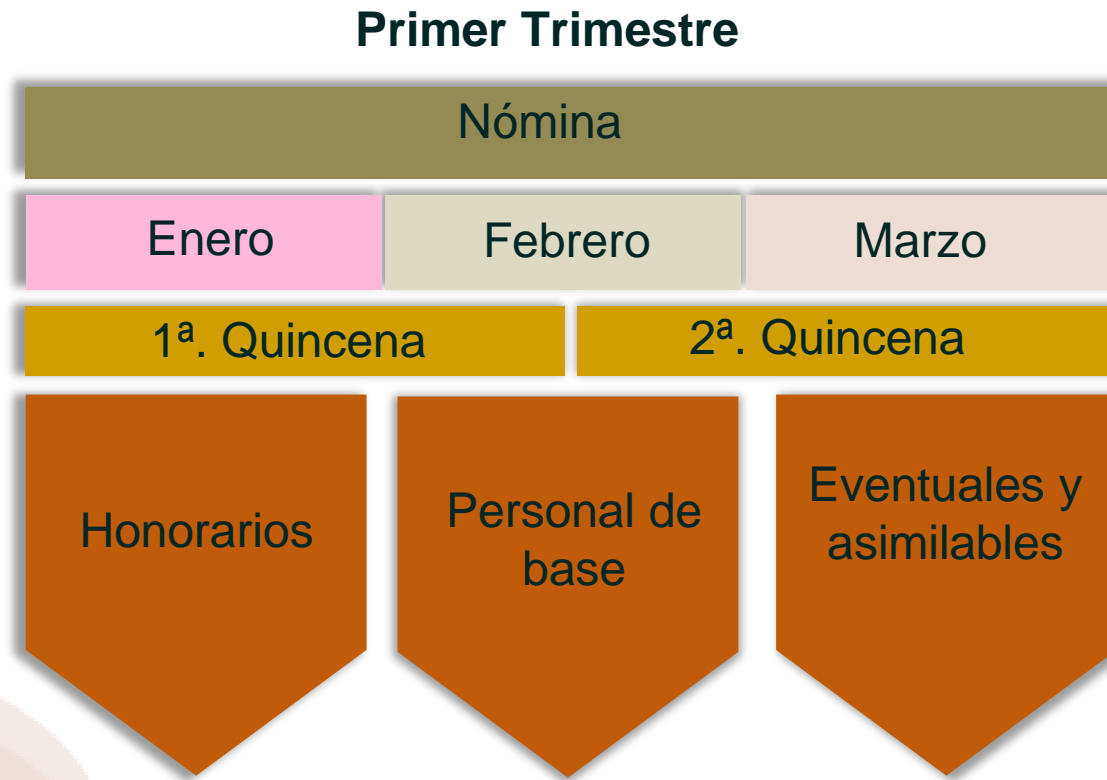 Primer Trimestre
Nómina
Enero
Febrero
Marzo
1ª. Quincena
2ª. Quincena
Honorarios
Personal de
base
Eventuales y
asimilables